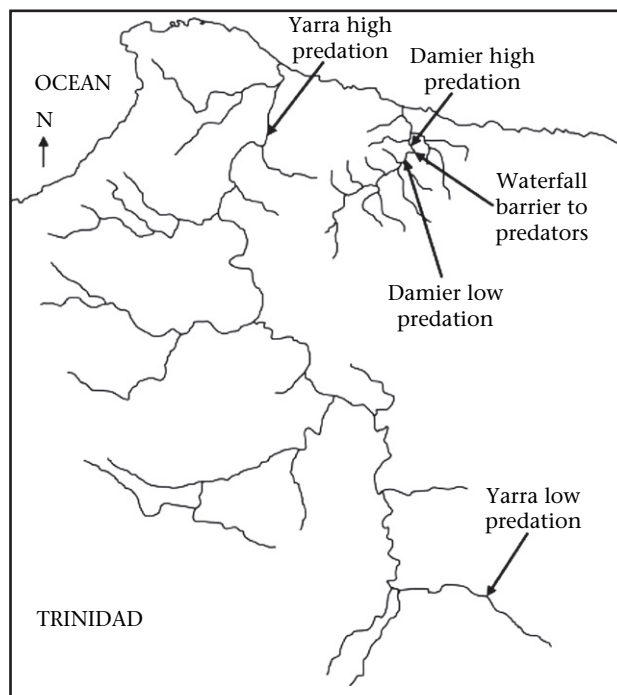 Yarra high
predation
Damier high
predation
OCEAN
N
Waterfall
barrier to
predators
Damier low
predation
Yarra low
predation
TRINIDAD